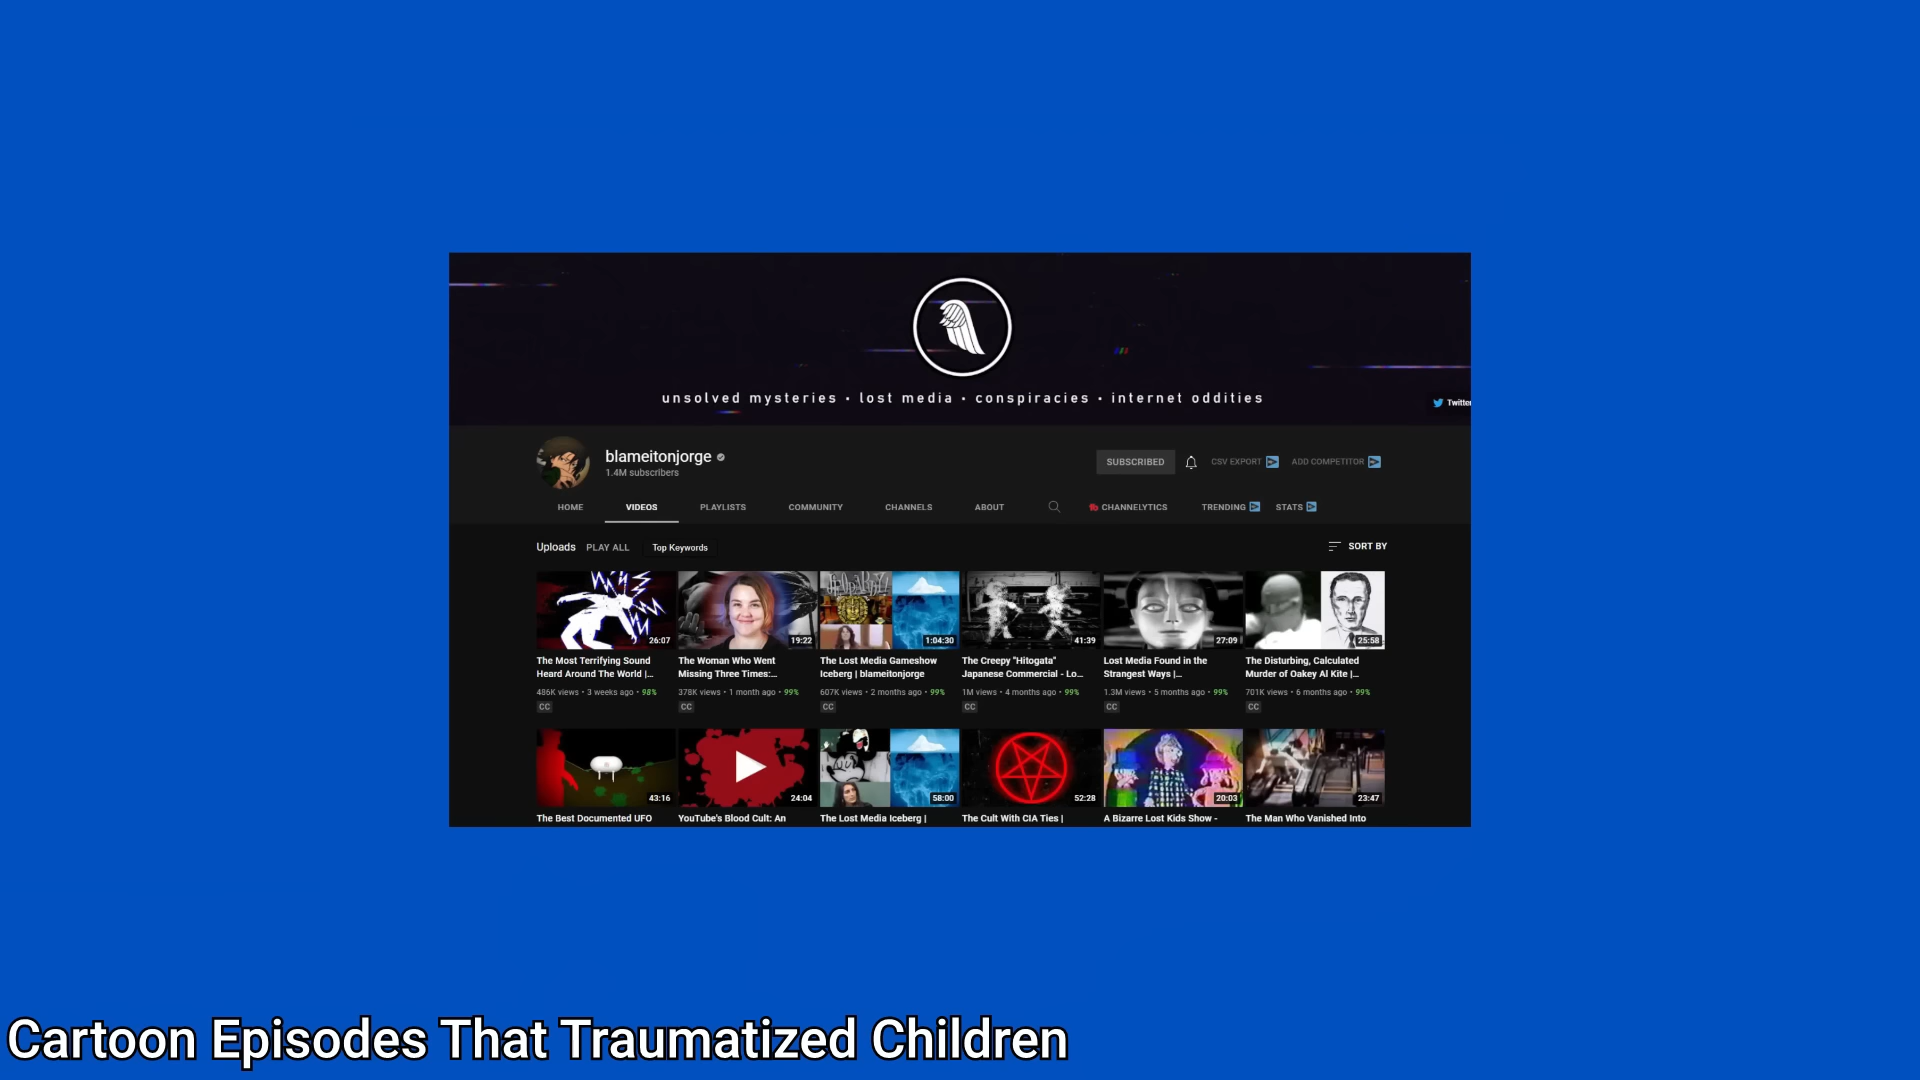 unsolved mysteries • lost media • conspiracies • internet oddities
Twitter
blameitonjorge
1.4M subscribers
SUBSCRIBED
CSV EXPORT
ADD COMPETITOR
HOME
VIDEOS
PLAYLISTS
COMMUNITY
CHANNELS
ABOUT
CHANNELYTICS
TRENDING
STATS
Uploads
PLAY ALL
Top Keywords
SORT BY
26:07
19:22
1:04:30
41:39
27:09
25:58
The Most Terrifying Sound
Heard Around The World |...
486K views • 3 weeks ago • 98%
CC
The Woman Who Went
Missing Three Times:...
378K views • 1 month ago • 99%
CC
The Lost Media Gameshow
Iceberg | blameitonjorge
607K views • 2 months ago • 99%
CC
The Creepy "Hitogata"
Japanese Commercial - Lo...
1M views • 4 months ago • 99%
CC
Lost Media Found in the
Strangest Ways |...
1.3M views • 5 months ago • 99%
CC
The Disturbing, Calculated
Murder of Oakey Al Kite |...
701K views • 6 months ago • 99%
CC
43:16
24:04
58:00
52:28
20:03
23:47
The Best Documented UFO
YouTube's Blood Cult: An
The Lost Media Iceberg |
The Cult With CIA Ties |
A Bizarre Lost Kids Show -
The Man Who Vanished Into
Cartoon Episodes That Traumatized Children